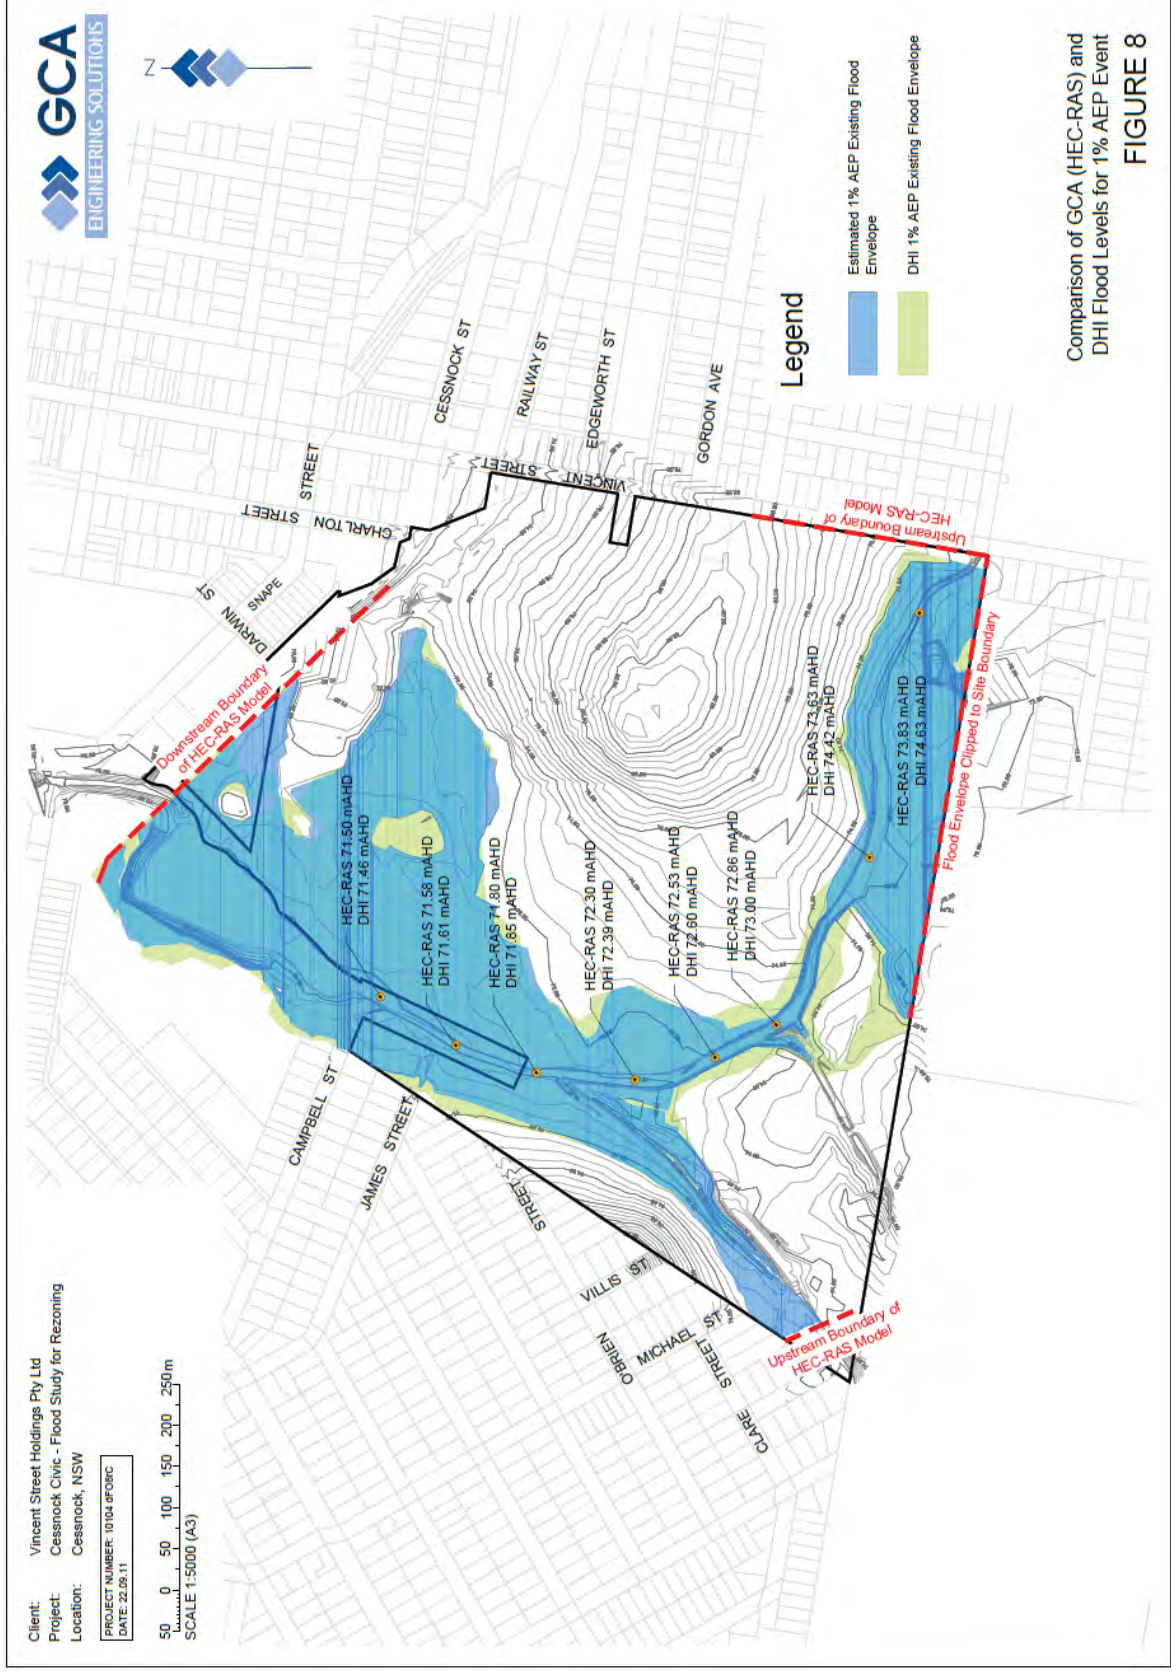 Client: Vincent Street Holdings Pty Ltd
Project: Cessnock Civic - Flood Study for Rezoning
Location: Cessnock, NSW
PROJECT NUMBER: 10104 dFO8rC
DATE: 22.09.11
50 0 50 100 150 200 250m
SCALE 1:5000 (A3)
GCA
ENGINEERING SOLUTIONS
Z
DARWIN ST
SNAPE
STREET
CHARLTON STREET
CESSNOCK ST
RAILWAY ST
EDGEWORTH ST
VINCENT STREET
GORDON AVE
CAMPBELL ST
JAMES STREET
STREET
O'BRIEN
VILLIS ST
MICHAEL ST
STREET
CLARE
Downstream Boundary
of HEC-RAS Model
Upstream Boundary of
HEC-RAS Model
Upstream Boundary of
HEC-RAS Model
Flood Envelope Clipped to Site Boundary
HEC-RAS 71.50 mAHD
DHI 71.46 mAHD
HEC-RAS 71.58 mAHD
DHI 71.61 mAHD
HEC-RAS 71.80 mAHD
DHI 71.85 mAHD
HEC-RAS 72.30 mAHD
DHI 72.39 mAHD
HEC-RAS 72.53 mAHD
DHI 72.60 mAHD
HEC-RAS 72.86 mAHD
DHI 73.00 mAHD
HEC-RAS 73.63 mAHD
DHI 74.42 mAHD
HEC-RAS 73.83 mAHD
DHI 74.63 mAHD
Legend
Estimated 1% AEP Existing Flood
Envelope
DHI 1% AEP Existing Flood Envelope
Comparison of GCA (HEC-RAS) and
DHI Flood Levels for 1% AEP Event
FIGURE 8